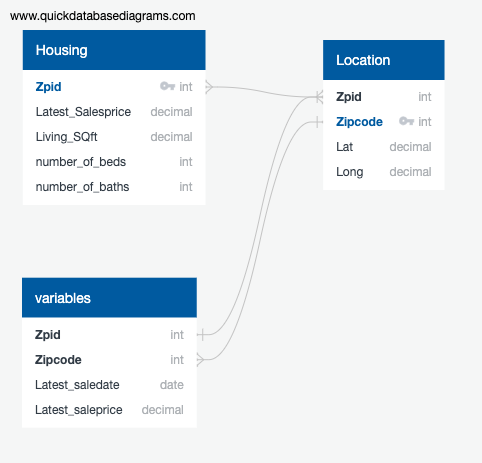 www.quickdatabasediagrams.com
Housing
Zpid int
Latest_Salesprice decimal
Living_SQft decimal
number_of_beds int
number_of_baths int
Location
Zpid int
Zipcode int
Lat decimal
Long decimal
variables
Zpid int
Zipcode int
Latest_saledate date
Latest_saleprice decimal